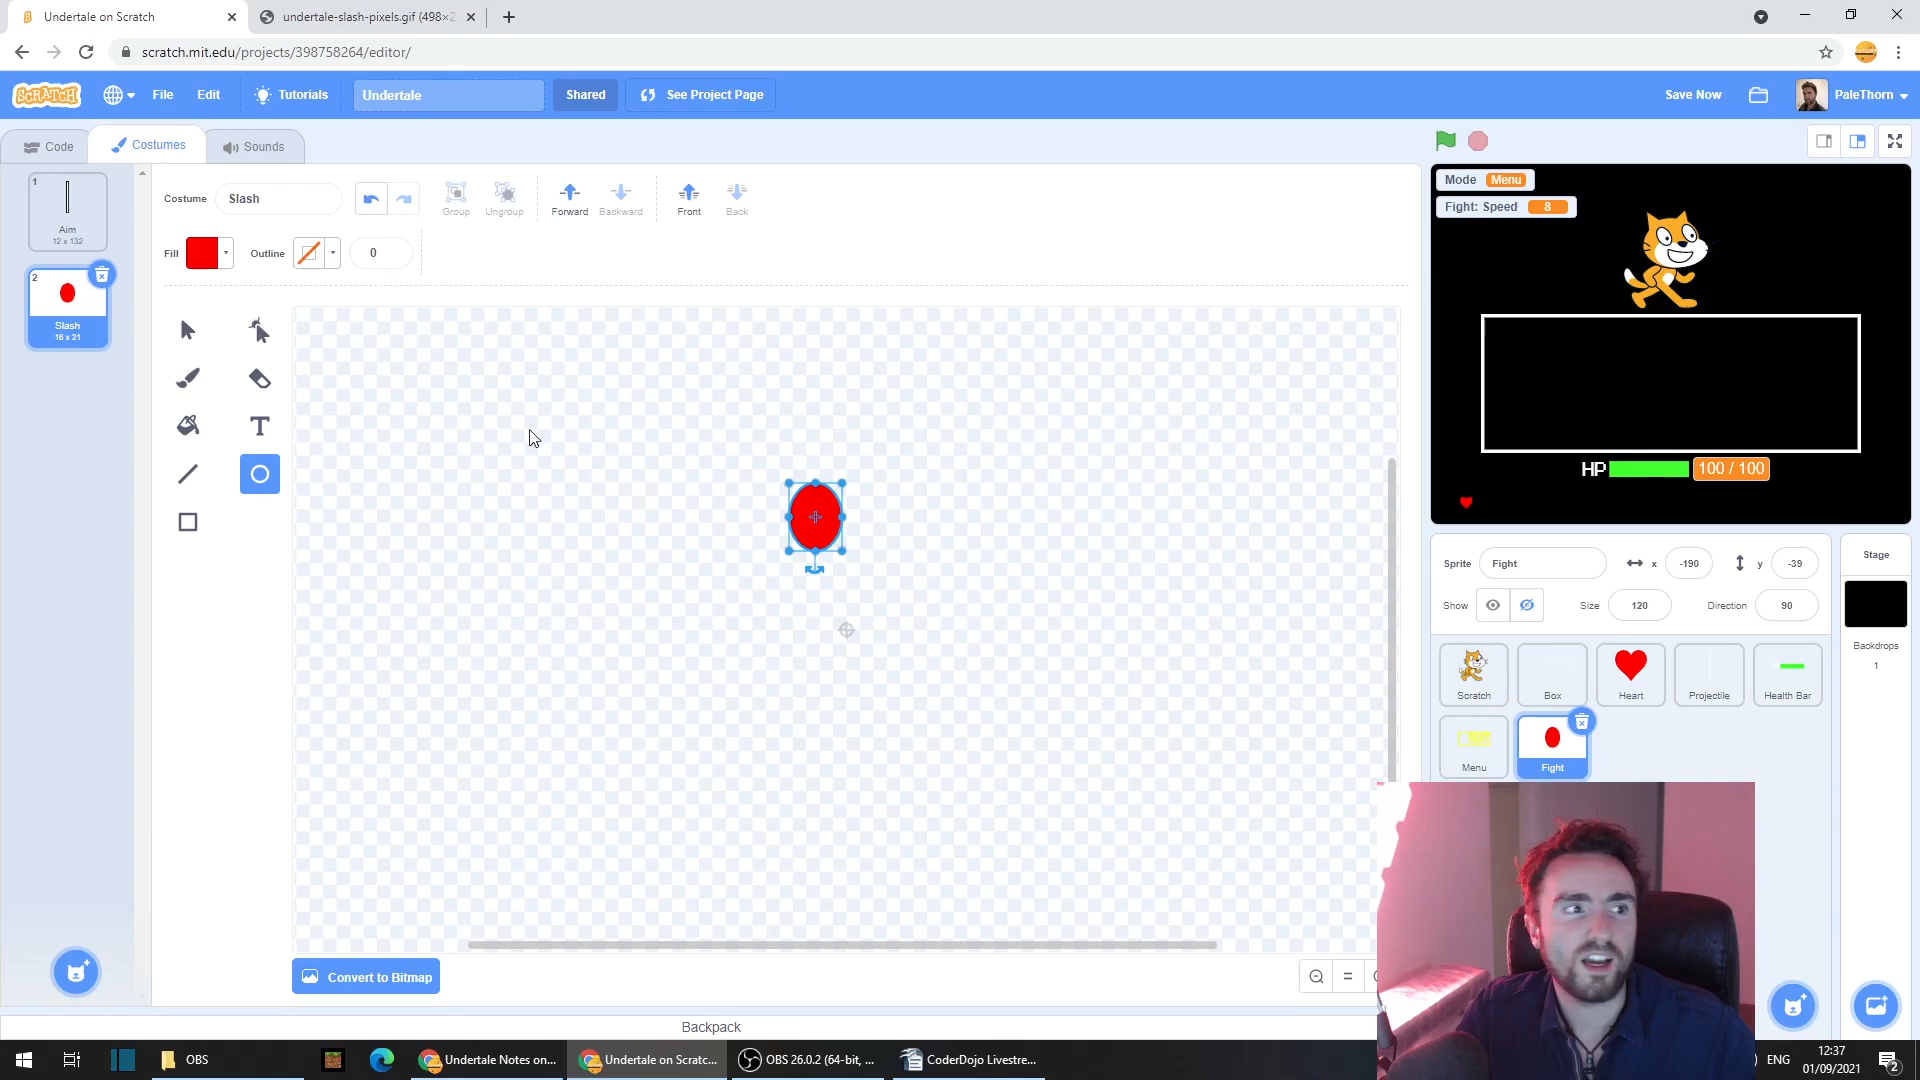 Undertale on Scratch
undertale-slash-pixels.gif (498×2
scratch.mit.edu/projects/398758264/editor/
SCRATCH
File
Edit
Tutorials
Undertale
Shared
See Project Page
Save Now
PaleThorn
Code
Costumes
Sounds
Costume
Slash
Group
Ungroup
Forward
Backward
Front
Back
Fill
Outline
0
1
Aim
12 x 132
2
Slash
16 x 21
Convert to Bitmap
Backpack
Mode Menu
Fight: Speed 8
HP 100 / 100
Sprite Fight x -190 y -39
Show Size 120 Direction 90
Stage
Backdrops
1
Scratch
Box
Heart
Projectile
Health Bar
Menu
Fight
OBS
Undertale Notes on...
Undertale on Scratc...
OBS 26.0.2 (64-bit, ...
CoderDojo Livestre...
ENG
12:37
01/09/2021
2